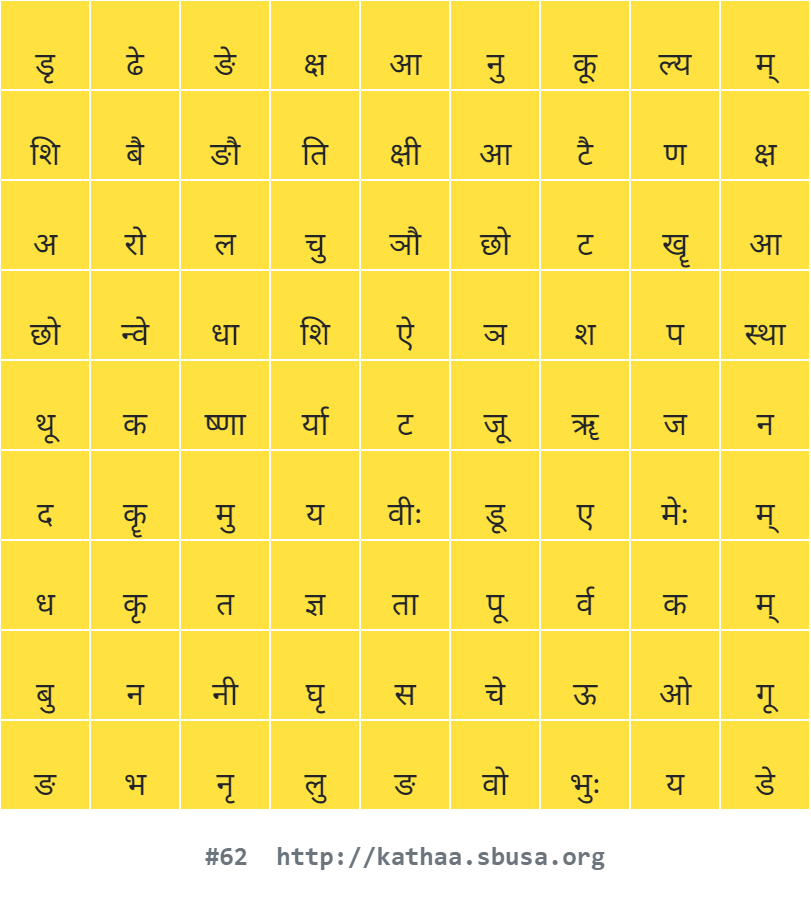 डृ ढे ङे क्ष आ नु कू ल्य म्
शि बै ङौ ति क्षी आ टै ण क्ष
अ रो ल चु ञौ छो ट खॄ आ
छो न्वे धा शि ऐ ञ श प स्था
थू क ष्णा र्या ट जू ॠ ज न
द कॄ मु य वीः डू ए मेः म्
ध कृ त ज्ञ ता पू र्व क म्
बु न नी घृ स चे ऊ ओ गू
ङ भ नृ लु ङ वो भुः य डे
#62 http://kathaa.sbusa.org